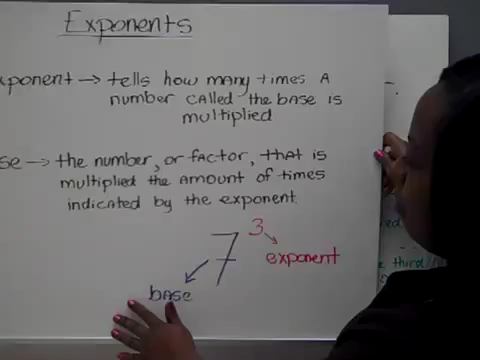 Exponents
xponent → tells how many times a
number called the base is
multiplied
se → the number, or factor, that is
multiplied the amount of times
indicated by the exponent.
7 3
exponent
base
e third